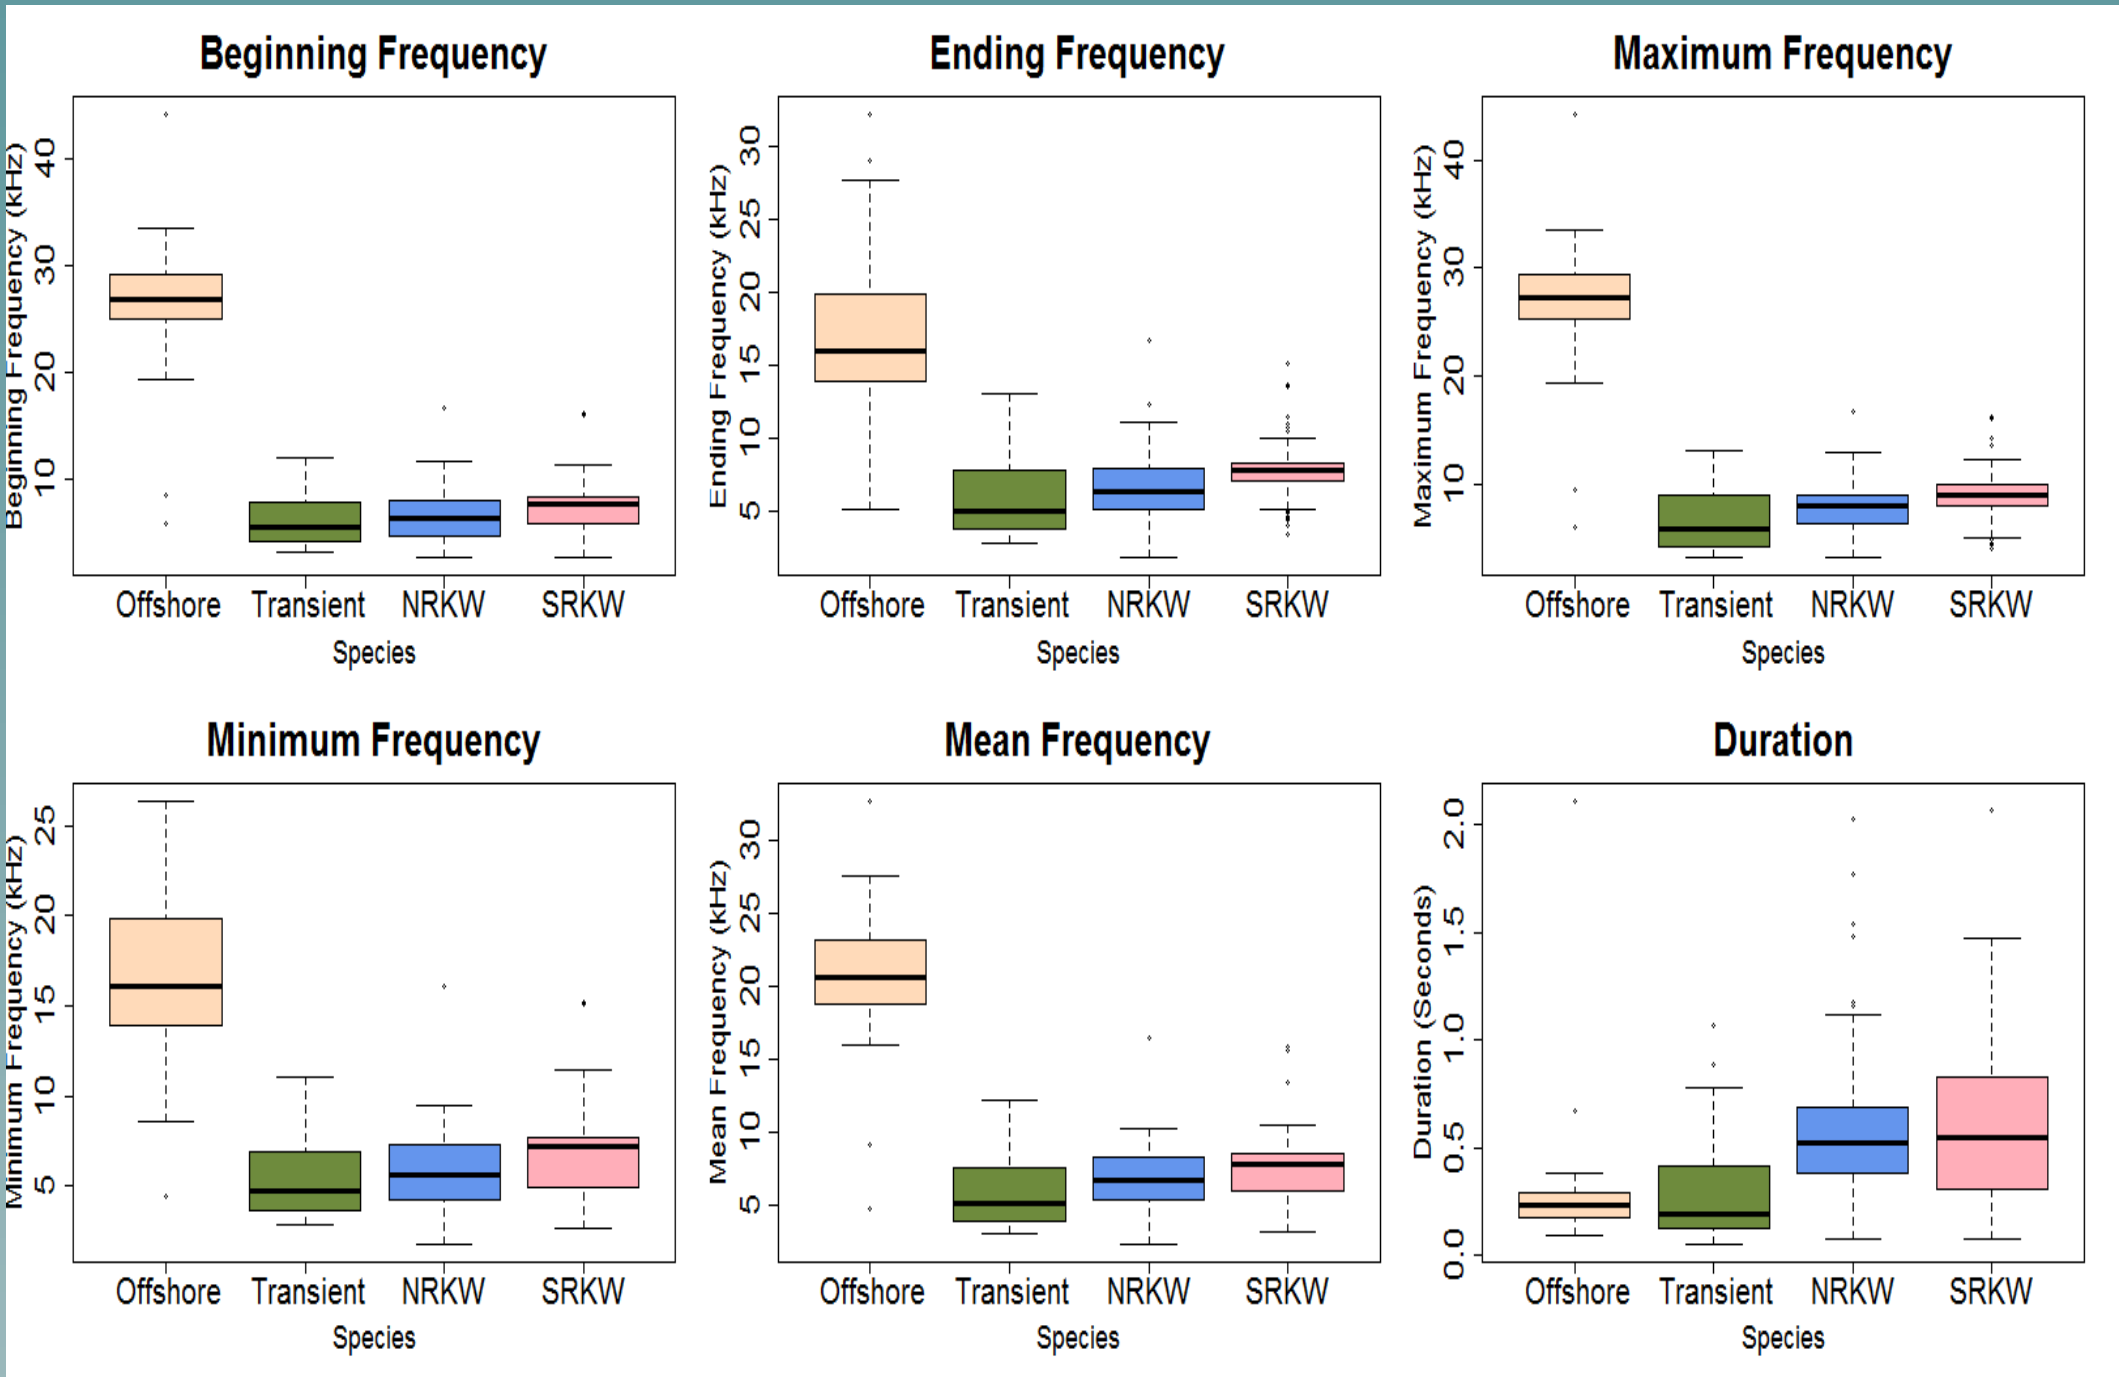 Beginning Frequency
Beginning Frequency (kHz)
10 20 30 40
Offshore Transient NRKW SRKW
Species
Ending Frequency
Ending Frequency (kHz)
5 10 15 20 25 30
Offshore Transient NRKW SRKW
Species
Maximum Frequency
Maximum Frequency (kHz)
10 20 30 40
Offshore Transient NRKW SRKW
Species
Minimum Frequency
Minimum Frequency (kHz)
5 10 15 20 25
Offshore Transient NRKW SRKW
Species
Mean Frequency
Mean Frequency (kHz)
5 10 15 20 25 30
Offshore Transient NRKW SRKW
Species
Duration
Duration (Seconds)
0.0 0.5 1.0 1.5 2.0
Offshore Transient NRKW SRKW
Species